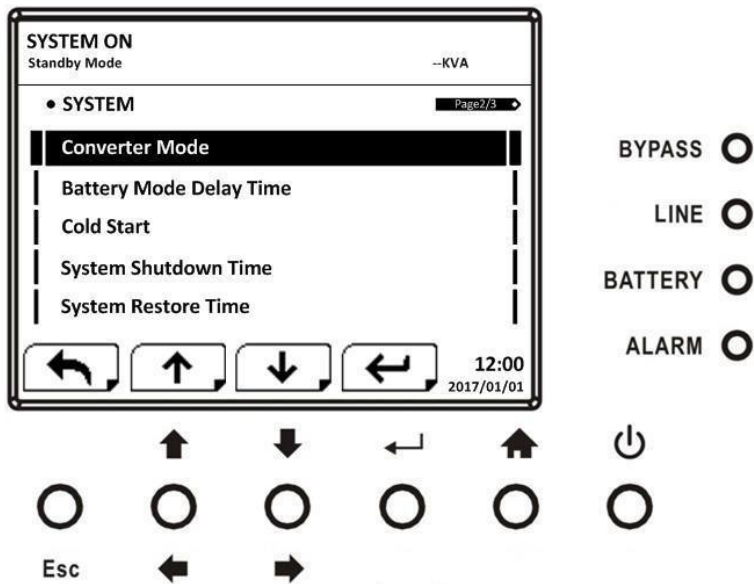 SYSTEM ON
Standby Mode --KVA
• SYSTEM Page2/3
Converter Mode
Battery Mode Delay Time
Cold Start
System Shutdown Time
System Restore Time
12:00
2017/01/01
BYPASS
LINE
BATTERY
ALARM
Esc